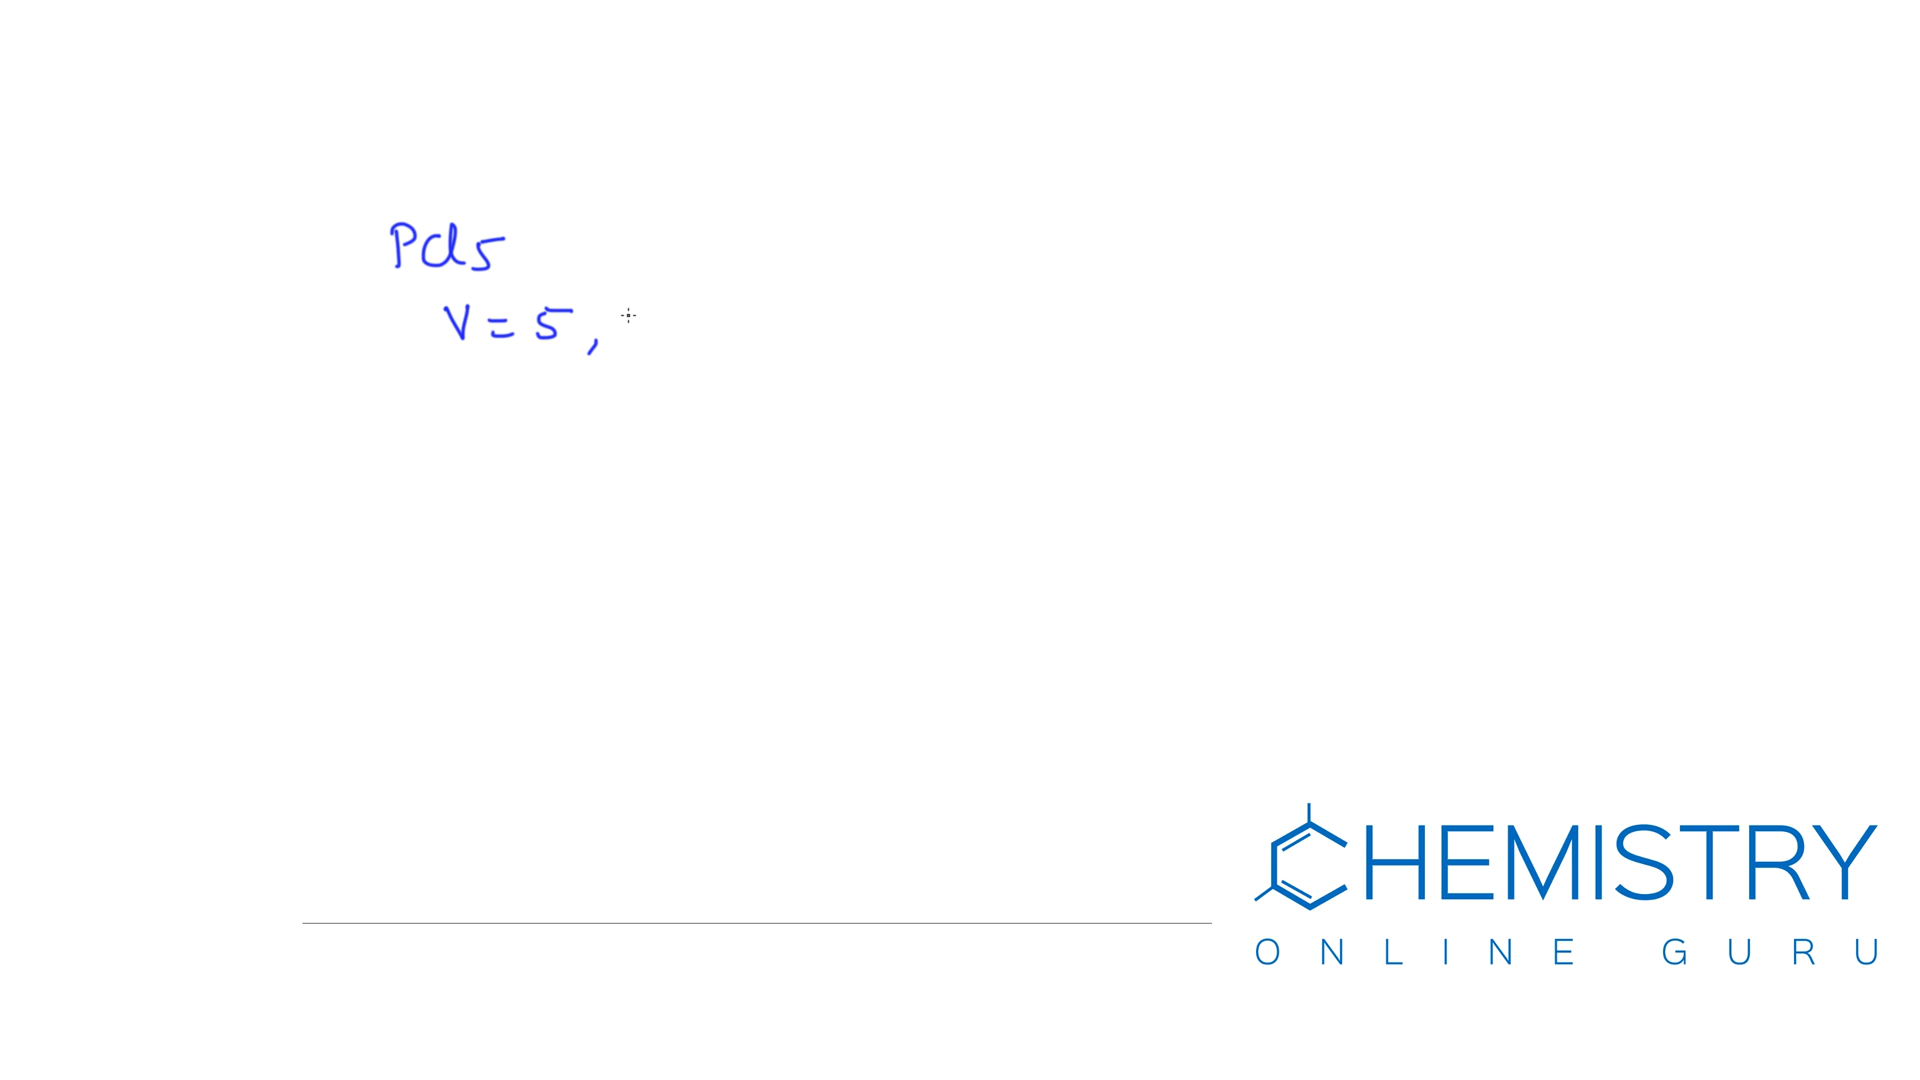 PCl5
V = 5,
CHEMISTRY
ONLINE GURU